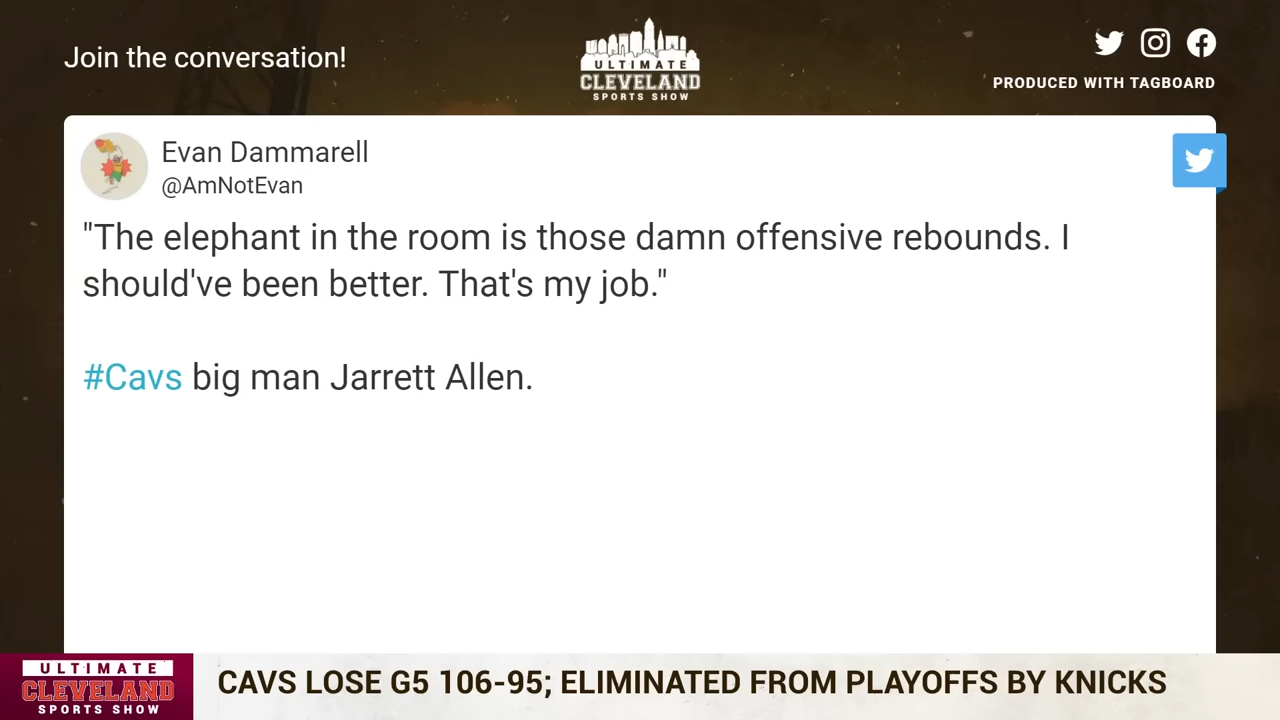 Join the conversation!
ULTIMATE
CLEVELAND
SPORTS SHOW
PRODUCED WITH TAGBOARD
Evan Dammarell
@AmNotEvan
"The elephant in the room is those damn offensive rebounds. I
should've been better. That's my job."
#Cavs big man Jarrett Allen.
ULTIMATE
CLEVELAND
SPORTS SHOW
CAVS LOSE G5 106-95; ELIMINATED FROM PLAYOFFS BY KNICKS